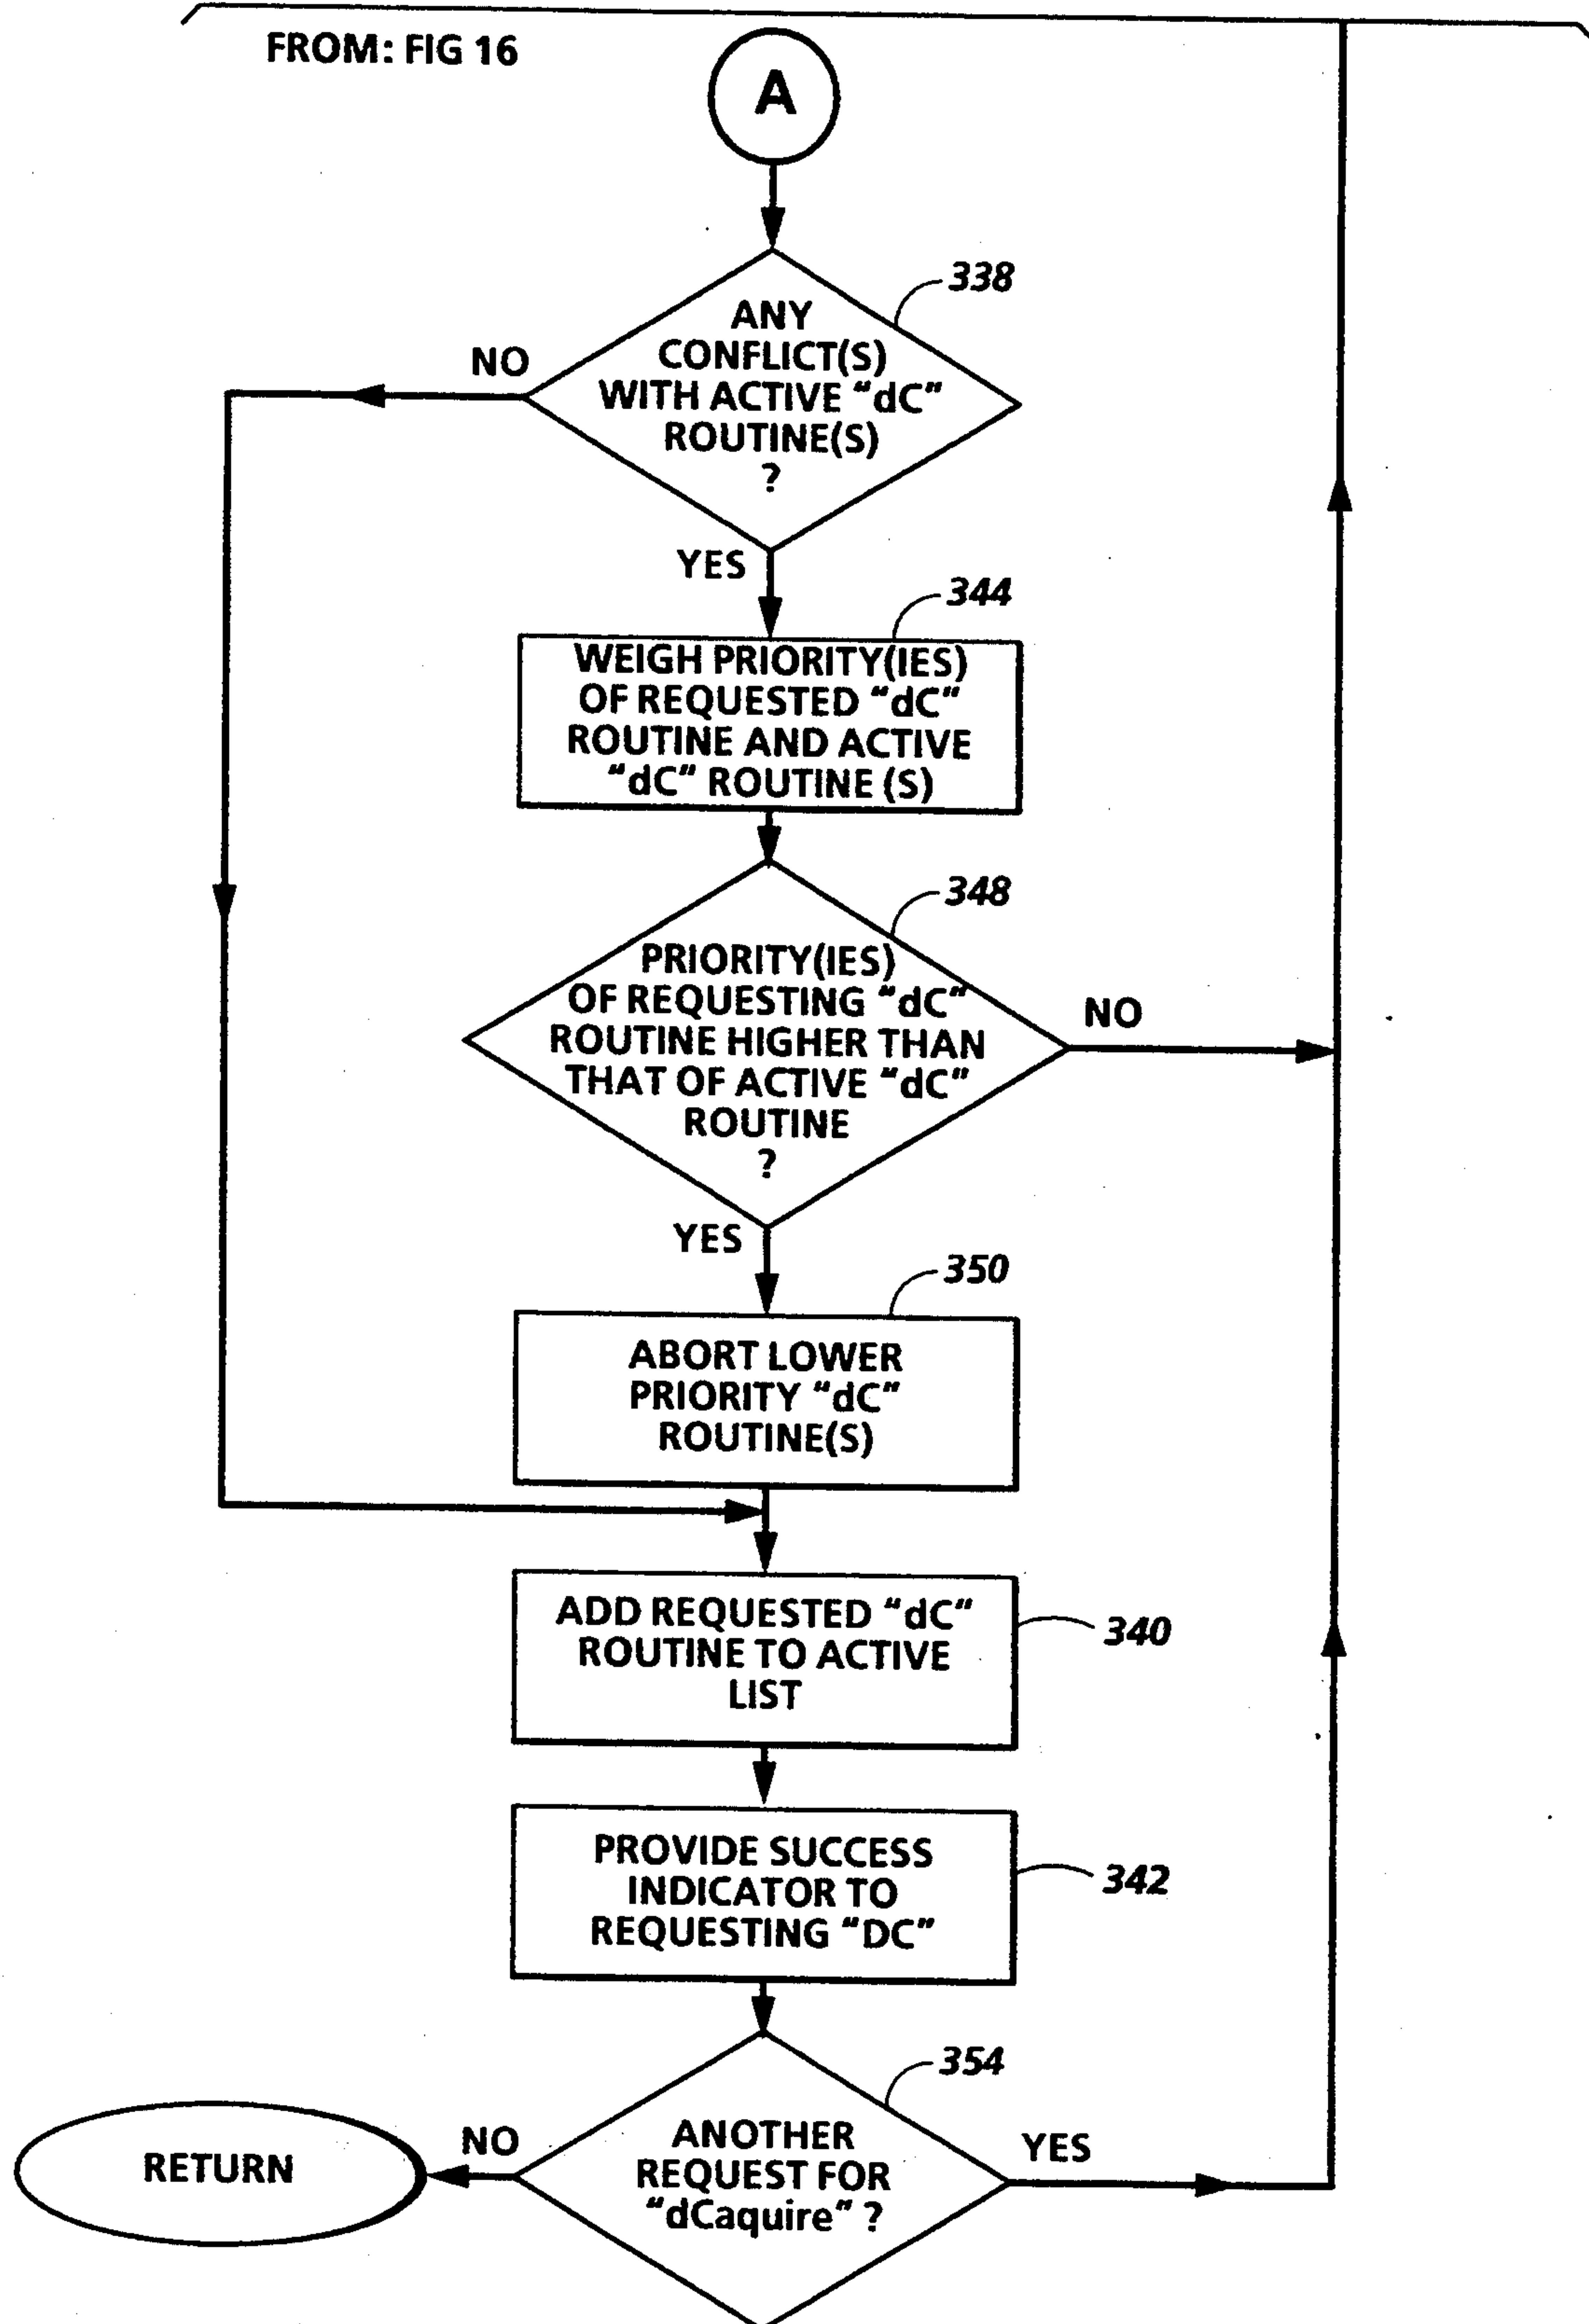 FROM: FIG 16
A
338
ANY
CONFLICT(S)
WITH ACTIVE "dC"
ROUTINE(S)
?
NO
YES
344
WEIGH PRIORITY(IES)
OF REQUESTED "dC"
ROUTINE AND ACTIVE
"dC" ROUTINE (S)
348
PRIORITY(IES)
OF REQUESTING "dC"
ROUTINE HIGHER THAN
THAT OF ACTIVE "dC"
ROUTINE
?
NO
YES
350
ABORT LOWER
PRIORITY "dC"
ROUTINE(S)
ADD REQUESTED "dC"
ROUTINE TO ACTIVE
LIST
340
PROVIDE SUCCESS
INDICATOR TO
REQUESTING "DC"
342
354
ANOTHER
REQUEST FOR
"dCaquire" ?
NO
YES
RETURN